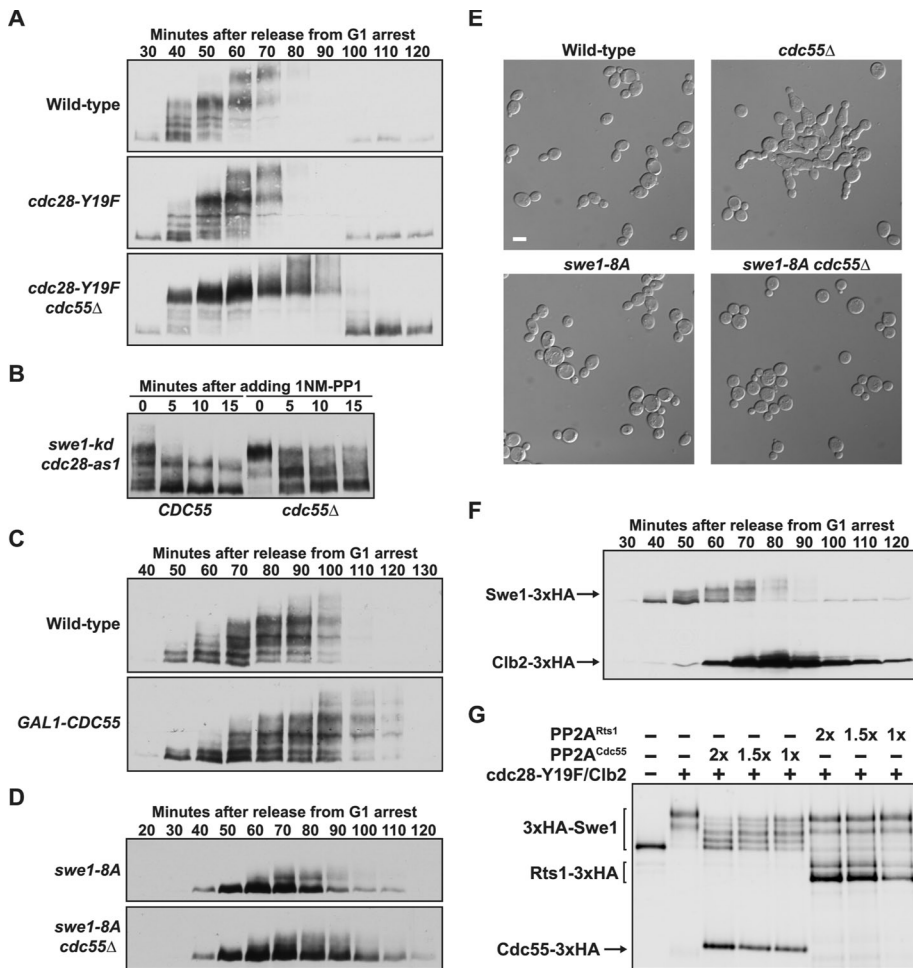 A
Minutes after release from G1 arrest
30 40 50 60 70 80 90 100 110 120
Wild-type
cdc28-Y19F
cdc28-Y19F
cdc55Δ
B
Minutes after adding 1NM-PP1
0 5 10 15 0 5 10 15
swe1-kd
cdc28-as1
CDC55 cdc55Δ
C
Minutes after release from G1 arrest
40 50 60 70 80 90 100 110 120 130
Wild-type
GAL1-CDC55
D
Minutes after release from G1 arrest
20 30 40 50 60 70 80 90 100 110 120
swe1-8A
swe1-8A
cdc55Δ
E
Wild-type cdc55Δ
swe1-8A swe1-8A cdc55Δ
F
Minutes after release from G1 arrest
30 40 50 60 70 80 90 100 110 120
Swe1-3xHA
Clb2-3xHA
G
PP2A^Rts1 – – – – – 2x 1.5x 1x
PP2A^Cdc55 – – 2x 1.5x 1x – – –
cdc28-Y19F/Clb2 – + + + + + + +
3xHA-Swe1
Rts1-3xHA
Cdc55-3xHA